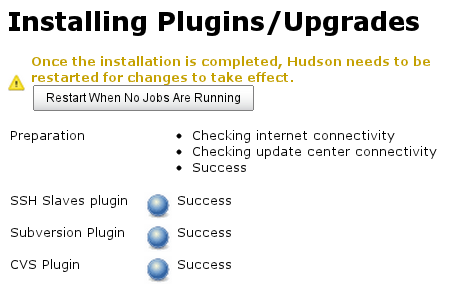 Installing Plugins/Upgrades
Once the installation is completed, Hudson needs to be
restarted for changes to take effect.
Restart When No Jobs Are Running
Preparation
• Checking internet connectivity
• Checking update center connectivity
• Success
SSH Slaves plugin Success
Subversion Plugin Success
CVS Plugin Success